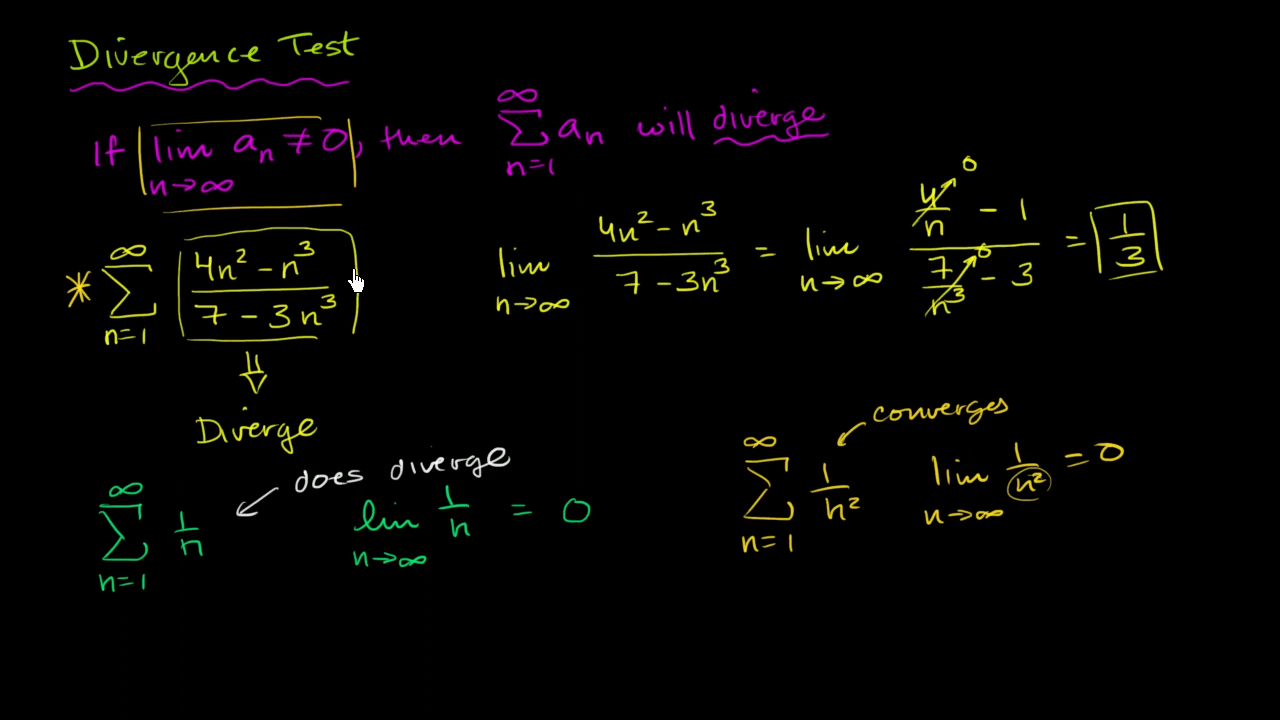 Divergence Test
If lim n→∞ aₙ ≠ 0, then ∞ ∑ n=1 aₙ will diverge
* ∞ ∑ n=1 (4n² - n³)/(7 - 3n³)
lim n→∞ (4n² - n³)/(7 - 3n³) = lim n→∞ (4/n → 0 - 1)/(7/n³ → 0 - 3) = 1/3
⇓
Diverge
∞ ∑ n=1 1/n ← does diverge
lim n→∞ 1/n = 0
∞ ∑ n=1 1/n² ← converges
lim n→∞ 1/n² = 0